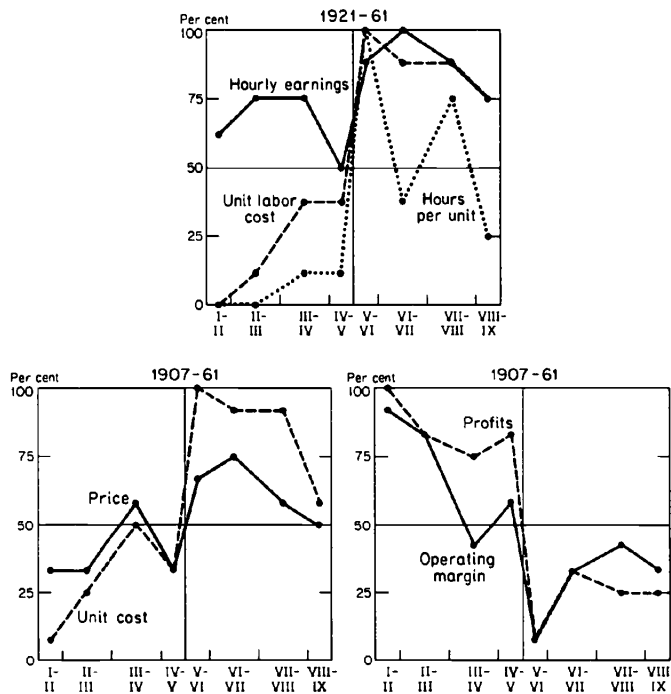 1921-61
Per cent
100
75
50
25
0
Hourly earnings
Unit labor
cost
Hours
per unit
I- II- III- IV- V- VI- VII- VIII-
II III IV V VI VII VIII IX
1907-61
Per cent
100
75
50
25
0
Price
Unit cost
I- II- III- IV- V- VI- VII- VIII-
II III IV V VI VII VIII IX
1907-61
Per cent
100
75
50
25
0
Profits
Operating
margin
I- II- III- IV- V- VI- VII- VIII-
II III IV V VI VII VIII IX